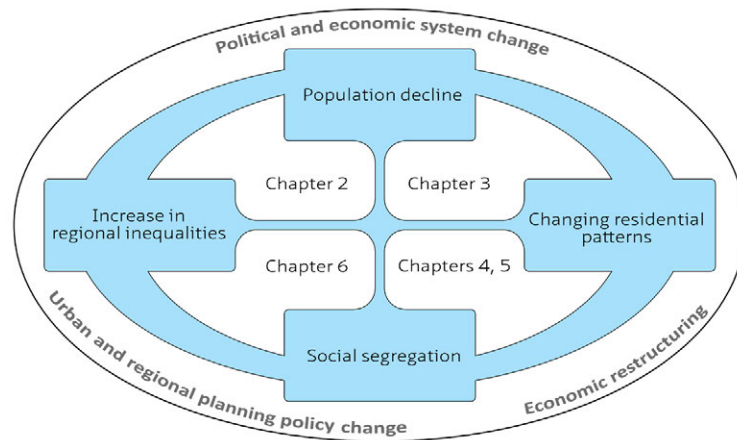 Political and economic system change
Population decline
Chapter 2
Chapter 3
Increase in
regional inequalities
Changing residential
patterns
Chapter 6
Chapters 4, 5
Social segregation
Urban and regional planning policy change
Economic restructuring